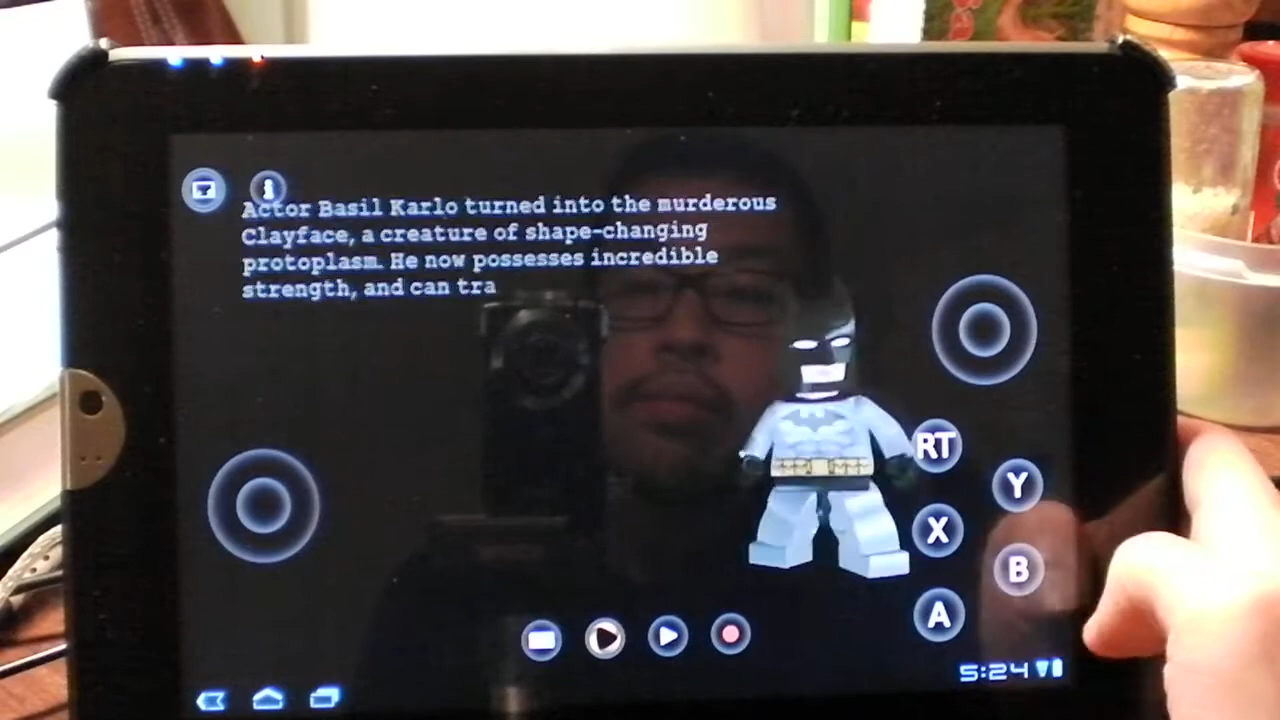 Actor Basil Karlo turned into the murderous
Clayface, a creature of shape-changing
protoplasm. He now possesses incredible
strength, and can tra
RT
Y
X
B
A
5:24